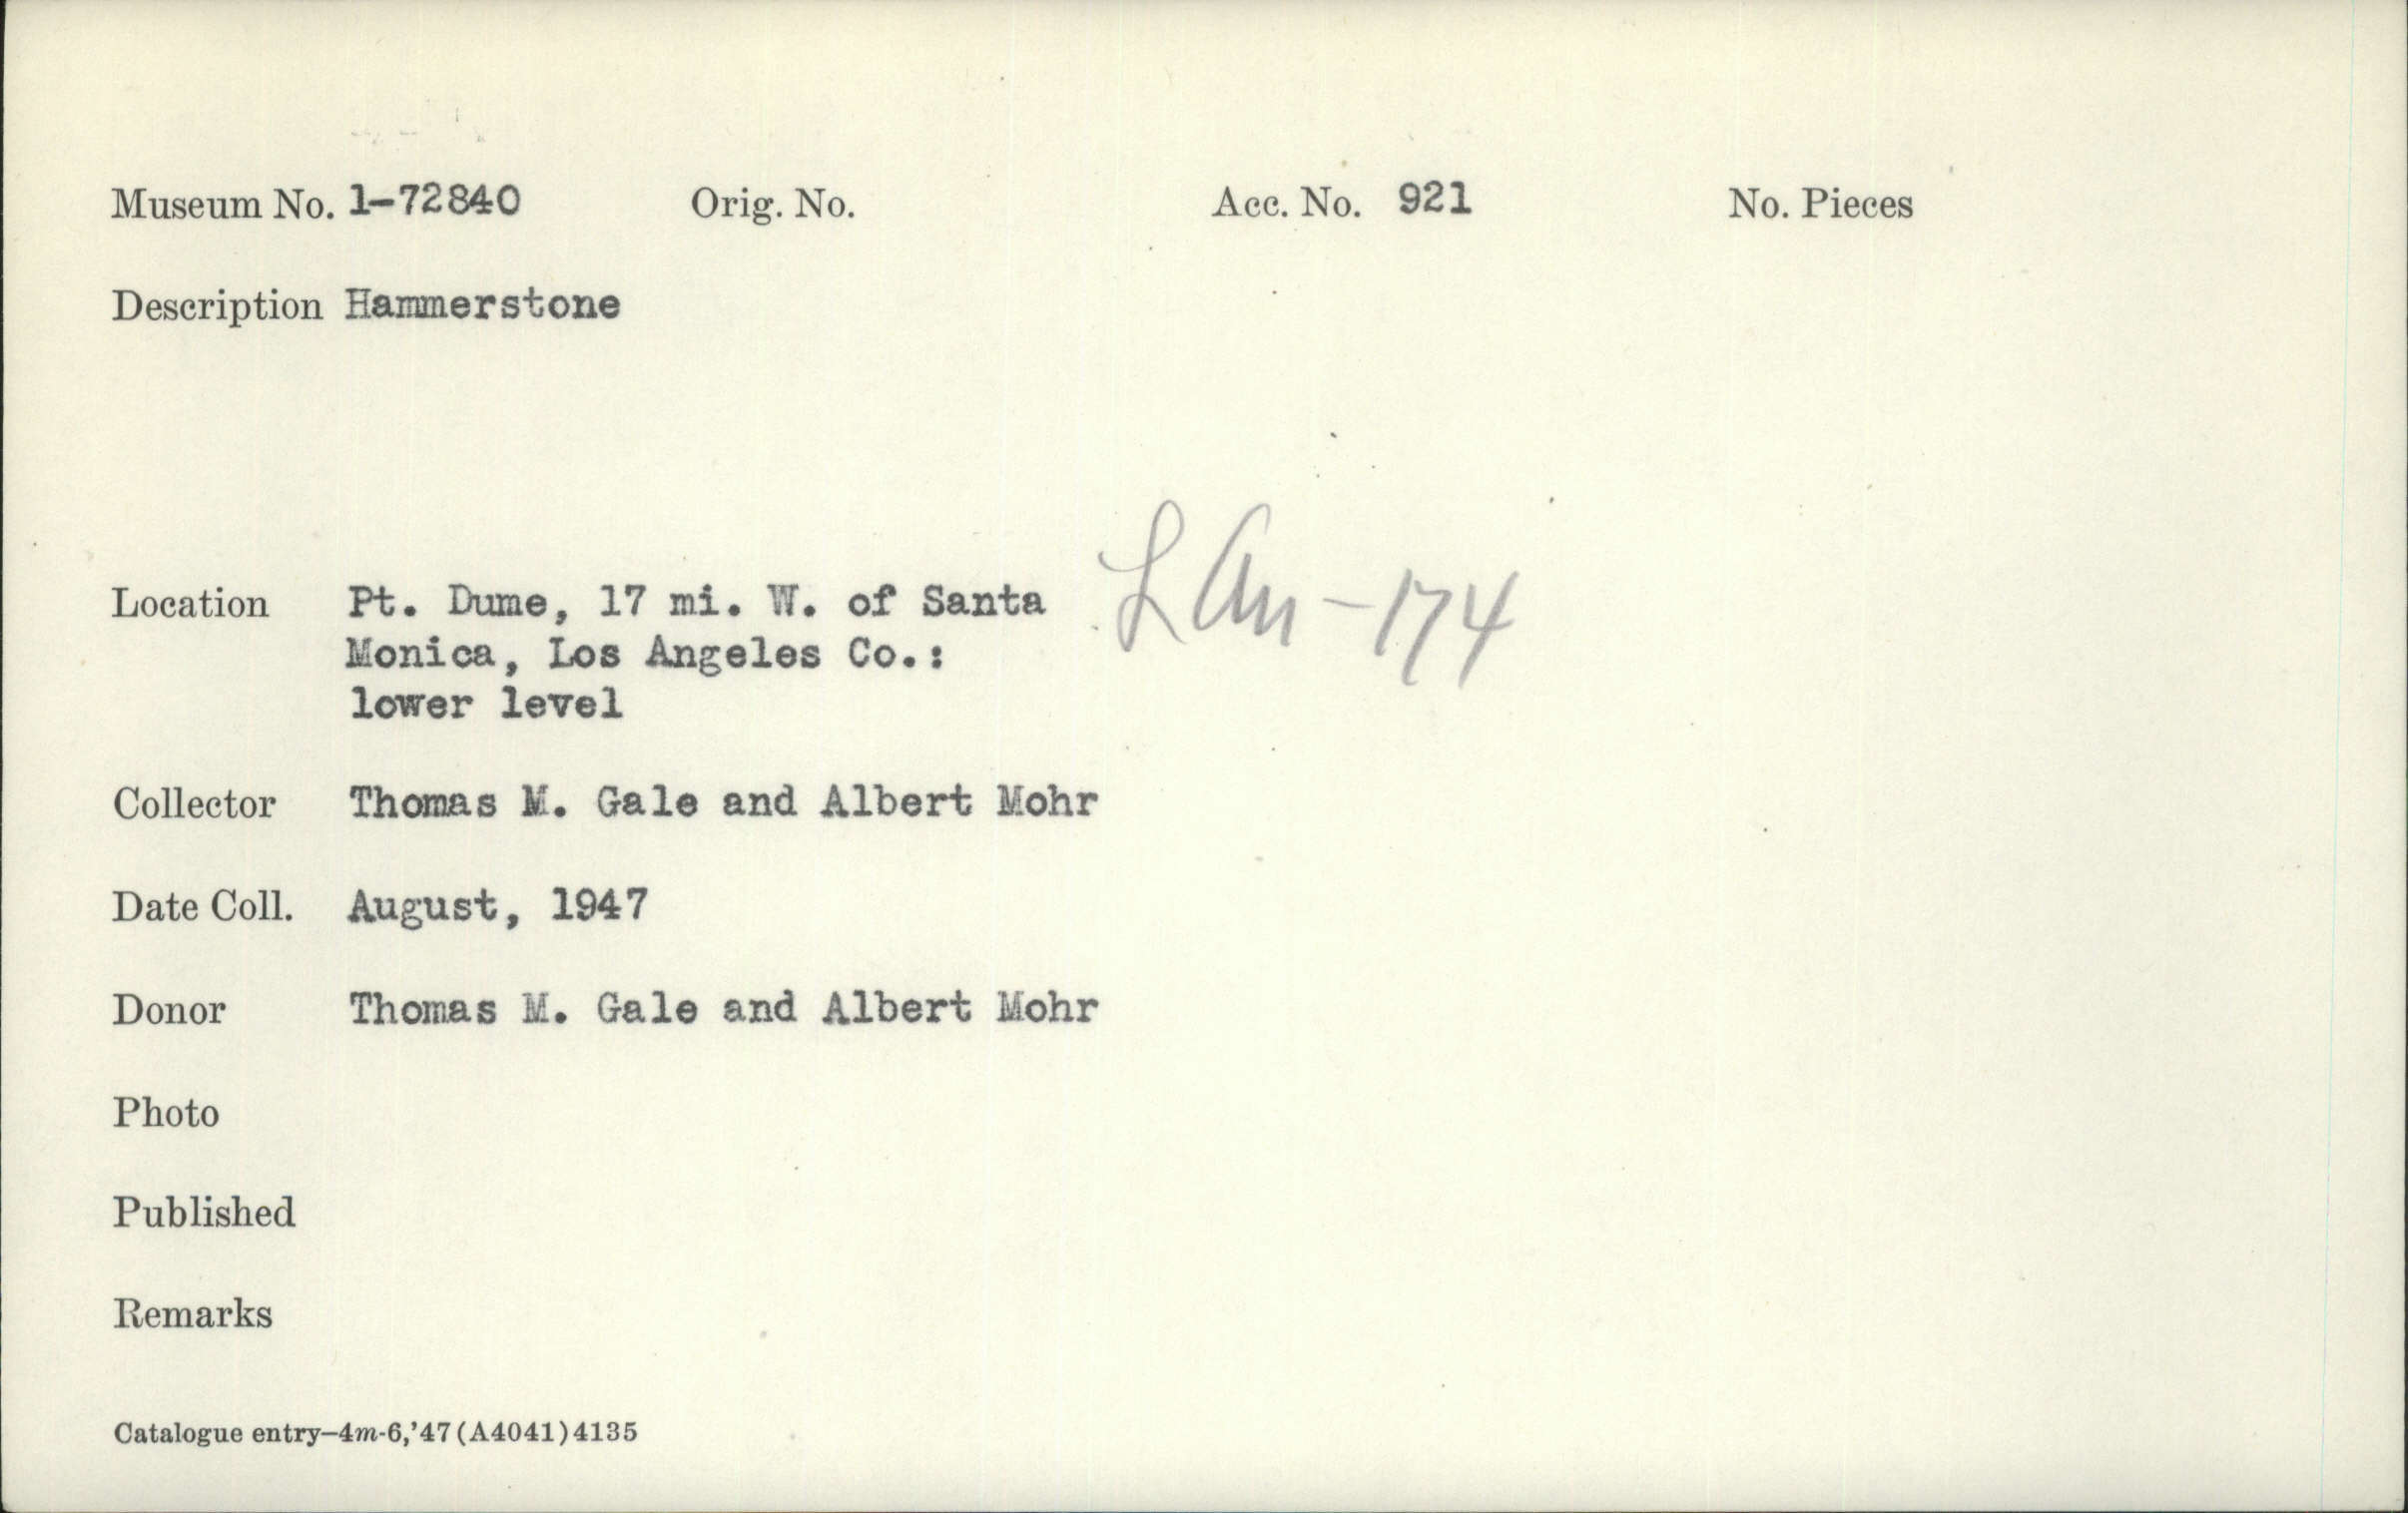 Museum No. 1-72840 Orig. No. Acc. No. 921 No. Pieces
Description Hammerstone
Location Pt. Dume, 17 mi. W. of Santa LAn-174
Monica, Los Angeles Co.:
lower level
Collector Thomas M. Gale and Albert Mohr
Date Coll. August, 1947
Donor Thomas M. Gale and Albert Mohr
Photo
Published
Remarks
Catalogue entry—4m-6,'47(A4041)4135